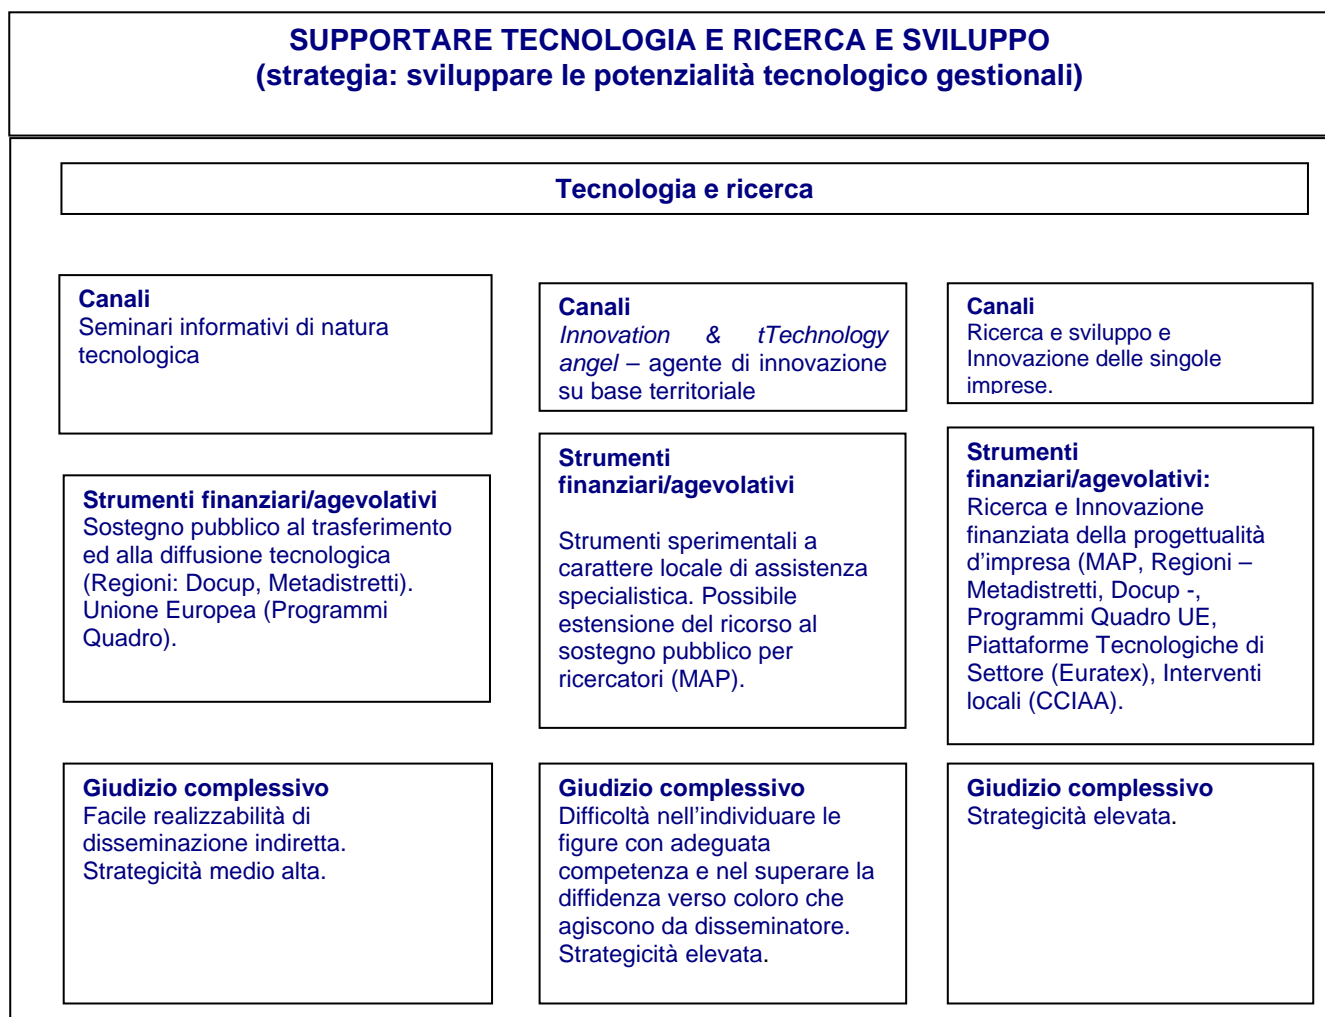 SUPPORTARE TECNOLOGIA E RICERCA E SVILUPPO
(strategia: sviluppare le potenzialità tecnologico gestionali)
Tecnologia e ricerca
Canali
Seminari informativi di natura
tecnologica
Strumenti finanziari/agevolativi
Sostegno pubblico al trasferimento
ed alla diffusione tecnologica
(Regioni: Docup, Metadistretti).
Unione Europea (Programmi
Quadro).
Giudizio complessivo
Facile realizzabilità di
disseminazione indiretta.
Strategicità medio alta.
Canali
Innovation & tTechnology
angel – agente di innovazione
su base territoriale
Strumenti
finanziari/agevolativi
Strumenti sperimentali a
carattere locale di assistenza
specialistica. Possibile
estensione del ricorso al
sostegno pubblico per
ricercatori (MAP).
Giudizio complessivo
Difficoltà nell’individuare le
figure con adeguata
competenza e nel superare la
diffidenza verso coloro che
agiscono da disseminatore.
Strategicità elevata.
Canali
Ricerca e sviluppo e
Innovazione delle singole
imprese.
Strumenti
finanziari/agevolativi:
Ricerca e Innovazione
finanziata della progettualità
d’impresa (MAP, Regioni –
Metadistretti, Docup -,
Programmi Quadro UE,
Piattaforme Tecnologiche di
Settore (Euratex), Interventi
locali (CCIAA).
Giudizio complessivo
Strategicità elevata.